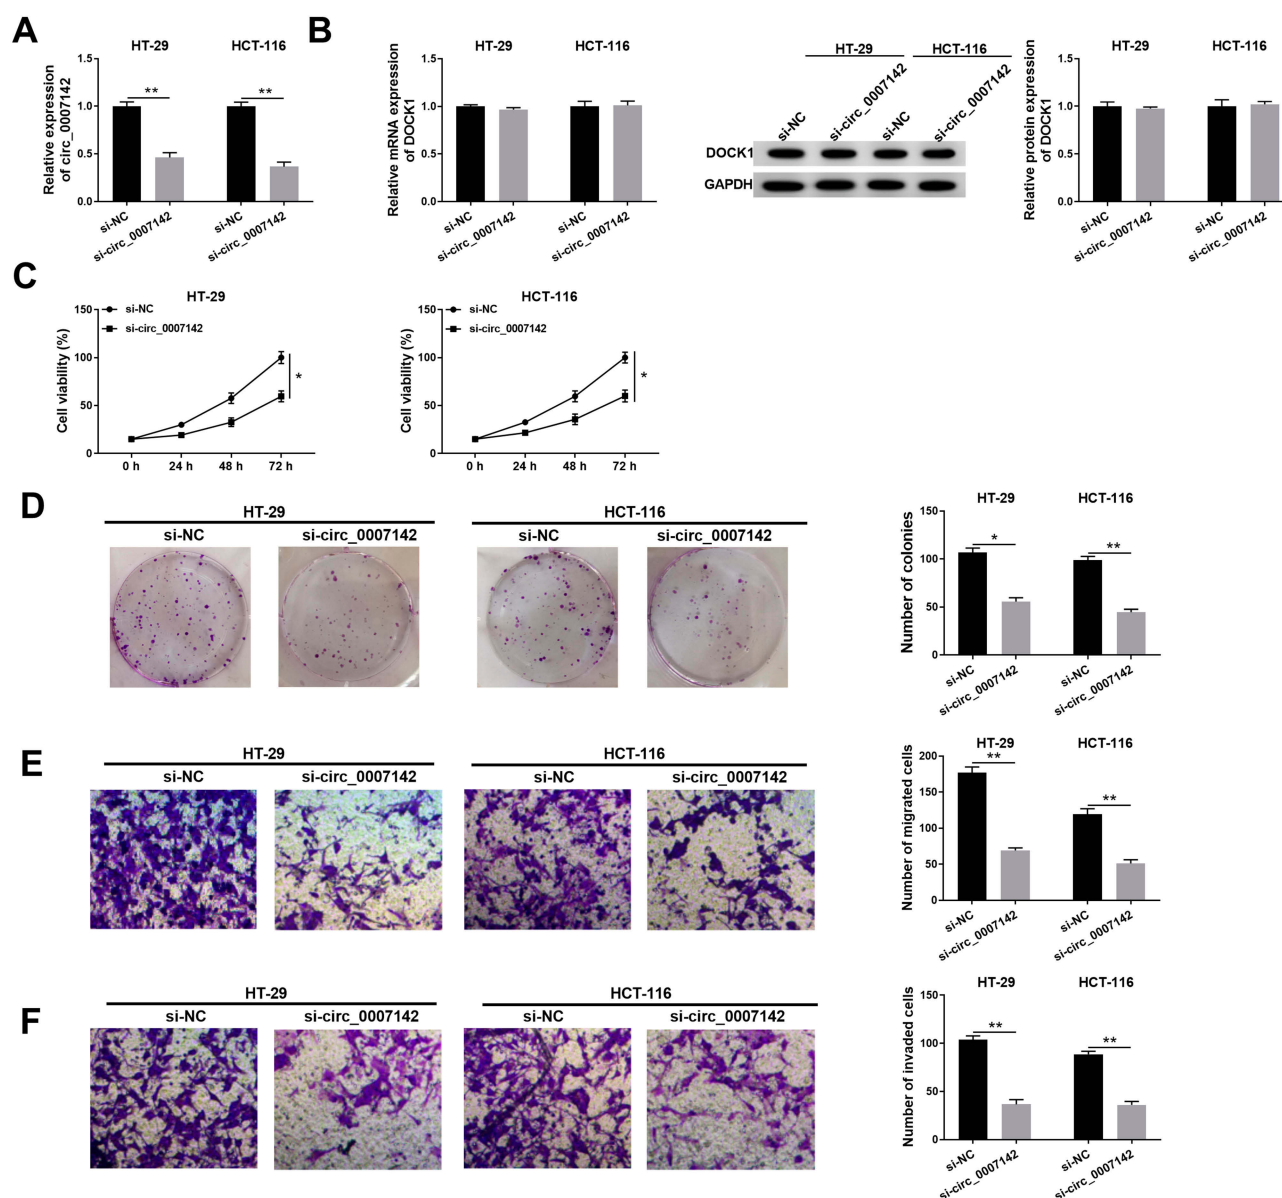 A
HT-29 HCT-116
Relative expression
of circ_0007142
1.5
1.0
0.5
0.0
** **
si-NC si-circ_0007142 si-NC si-circ_0007142
B
HT-29 HCT-116
Relative mRNA expression
of DOCK1
1.5
1.0
0.5
0.0
si-NC si-circ_0007142 si-NC si-circ_0007142
HT-29 HCT-116
si-NC si-circ_0007142 si-NC si-circ_0007142
DOCK1
GAPDH
HT-29 HCT-116
Relative protein expression
of DOCK1
1.5
1.0
0.5
0.0
si-NC si-circ_0007142 si-NC si-circ_0007142
C
HT-29
Cell viability (%)
150
100
50
0
si-NC
si-circ_0007142
*
0 h 24 h 48 h 72 h
HCT-116
Cell viability (%)
150
100
50
0
si-NC
si-circ_0007142
*
0 h 24 h 48 h 72 h
D
HT-29 HCT-116
si-NC si-circ_0007142 si-NC si-circ_0007142
HT-29 HCT-116
Number of colonies
150
100
50
0
* **
si-NC si-circ_0007142 si-NC si-circ_0007142
E
HT-29 HCT-116
si-NC si-circ_0007142 si-NC si-circ_0007142
HT-29 HCT-116
Number of migrated cells
200
150
100
50
0
** **
si-NC si-circ_0007142 si-NC si-circ_0007142
F
HT-29 HCT-116
si-NC si-circ_0007142 si-NC si-circ_0007142
HT-29 HCT-116
Number of invaded cells
150
100
50
0
** **
si-NC si-circ_0007142 si-NC si-circ_0007142